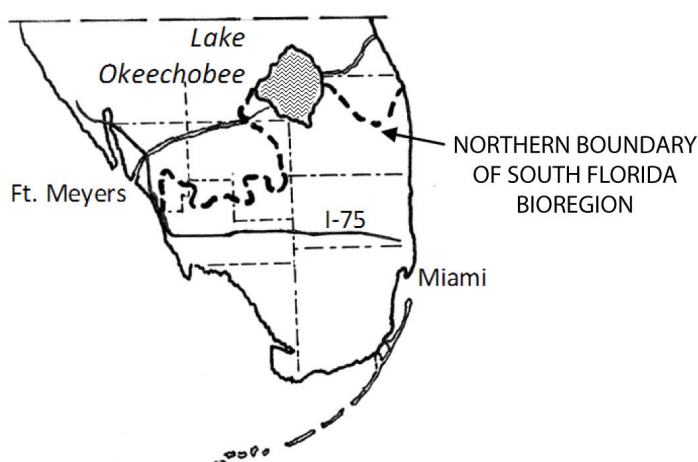 Lake
Okeechobee
NORTHERN BOUNDARY
OF SOUTH FLORIDA
BIOREGION
Ft. Meyers
I-75
Miami